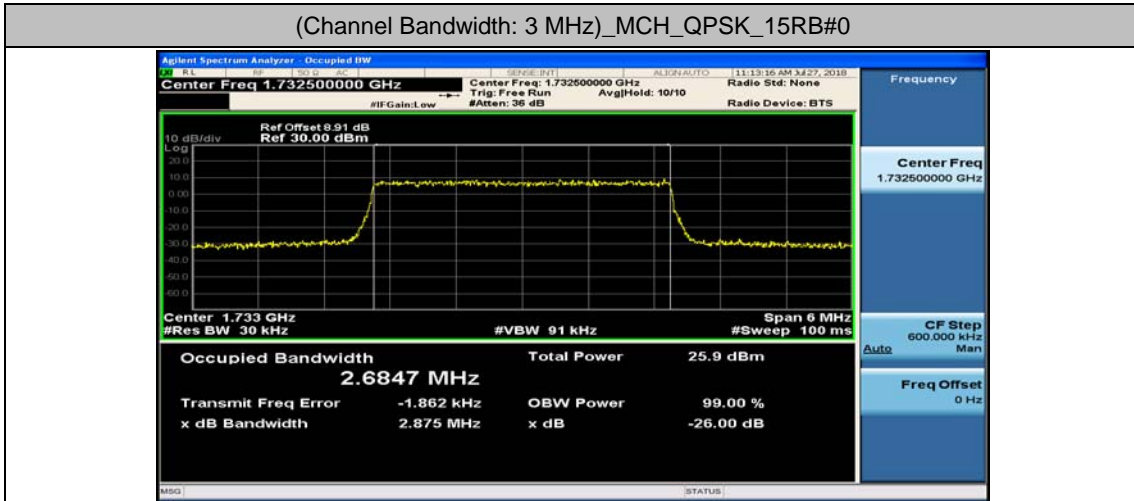 (Channel Bandwidth: 3 MHz)_MCH_QPSK_15RB#0
Agilent Spectrum Analyzer - Occupied BW
RL RF 50 Ω AC SENSE:INT ALIGN AUTO 11:13:16 AM Jul 27, 2018
Center Freq 1.732500000 GHz
Center Freq: 1.732500000 GHz
Radio Std: None
Trig: Free Run Avg|Hold: 10/10
#IFGain:Low #Atten: 36 dB Radio Device: BTS
Ref Offset 8.91 dB
10 dB/div Ref 30.00 dBm
Log
20.0
10.0
0.00
-10.0
-20.0
-30.0
-40.0
-50.0
-60.0
Center 1.733 GHz Span 6 MHz
#Res BW 30 kHz #VBW 91 kHz #Sweep 100 ms
Occupied Bandwidth Total Power 25.9 dBm
2.6847 MHz
Transmit Freq Error -1.862 kHz OBW Power 99.00 %
x dB Bandwidth 2.875 MHz x dB -26.00 dB
MSG STATUS
Frequency
Center Freq
1.732500000 GHz
CF Step
600.000 kHz
Auto Man
Freq Offset
0 Hz